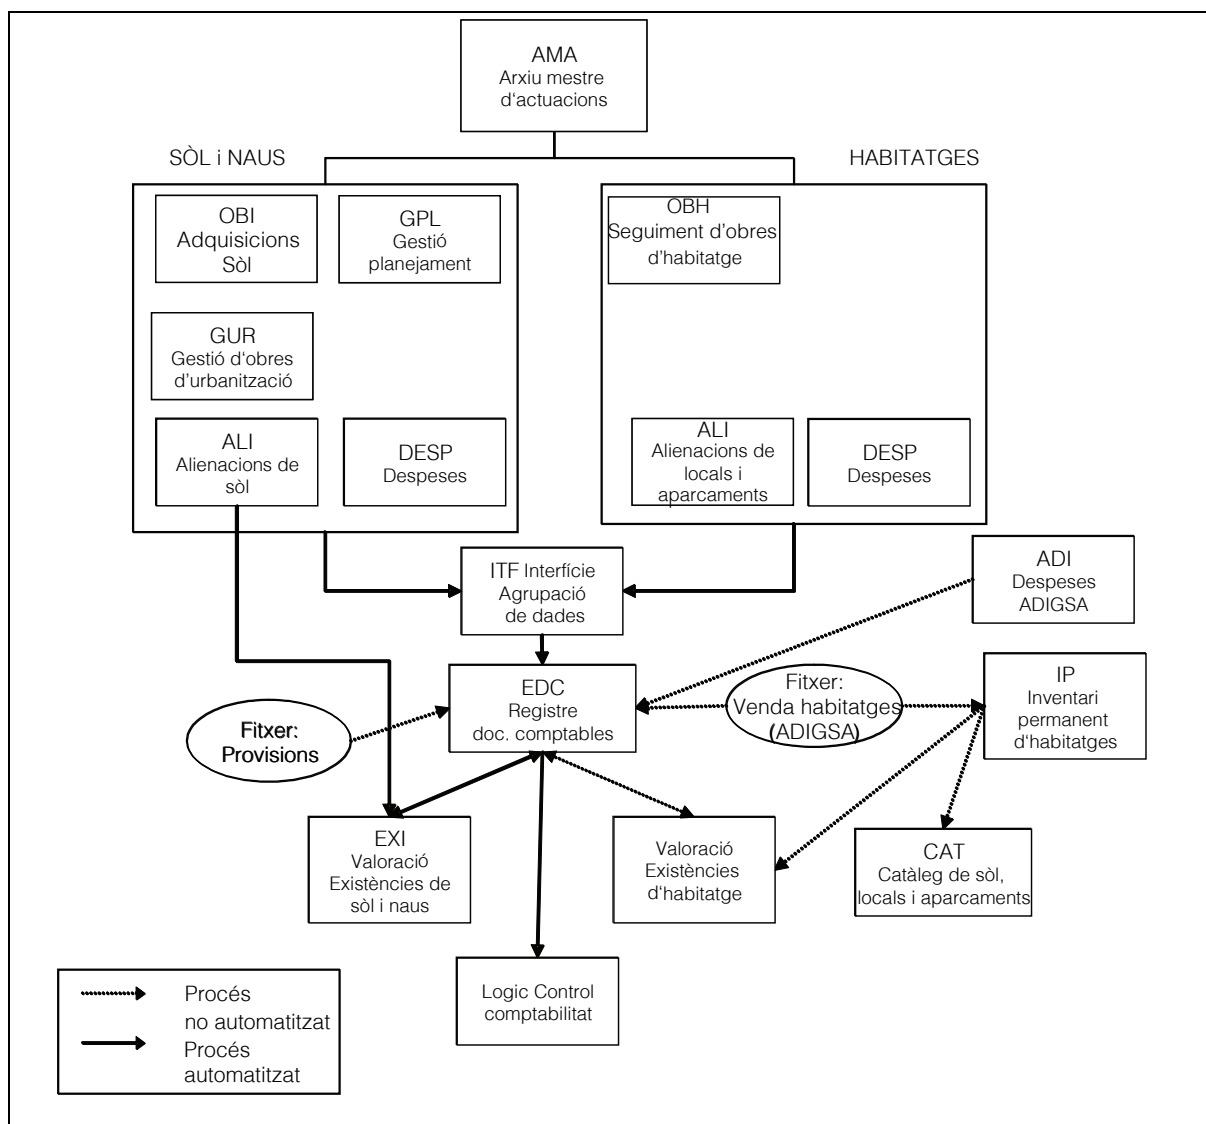 AMA
Arxiu mestre
d'actuacions
SÒL i NAUS
HABITATGES
OBI
Adquisicions
Sòl
GPL
Gestió
planejament
OBH
Seguiment d'obres
d'habitatge
GUR
Gestió d'obres
d'urbanització
ALI
Alienacions de
sòl
DESP
Despeses
ALI
Alienacions de
locals i
aparcaments
DESP
Despeses
ITF Interfície
Agrupació
de dades
ADI
Despeses
ADIGSA
EDC
Registre
doc. comptables
Fitxer:
Venda habitatges
(ADIGSA)
IP
Inventari
permanent
d'habitatges
Fitxer:
Provisions
EXI
Valoració
Existències de
sòl i naus
Valoració
Existències
d'habitatge
CAT
Catàleg de sòl,
locals i aparcaments
Logic Control
comptabilitat
Procés
no automatitzat
Procés
automatitzat